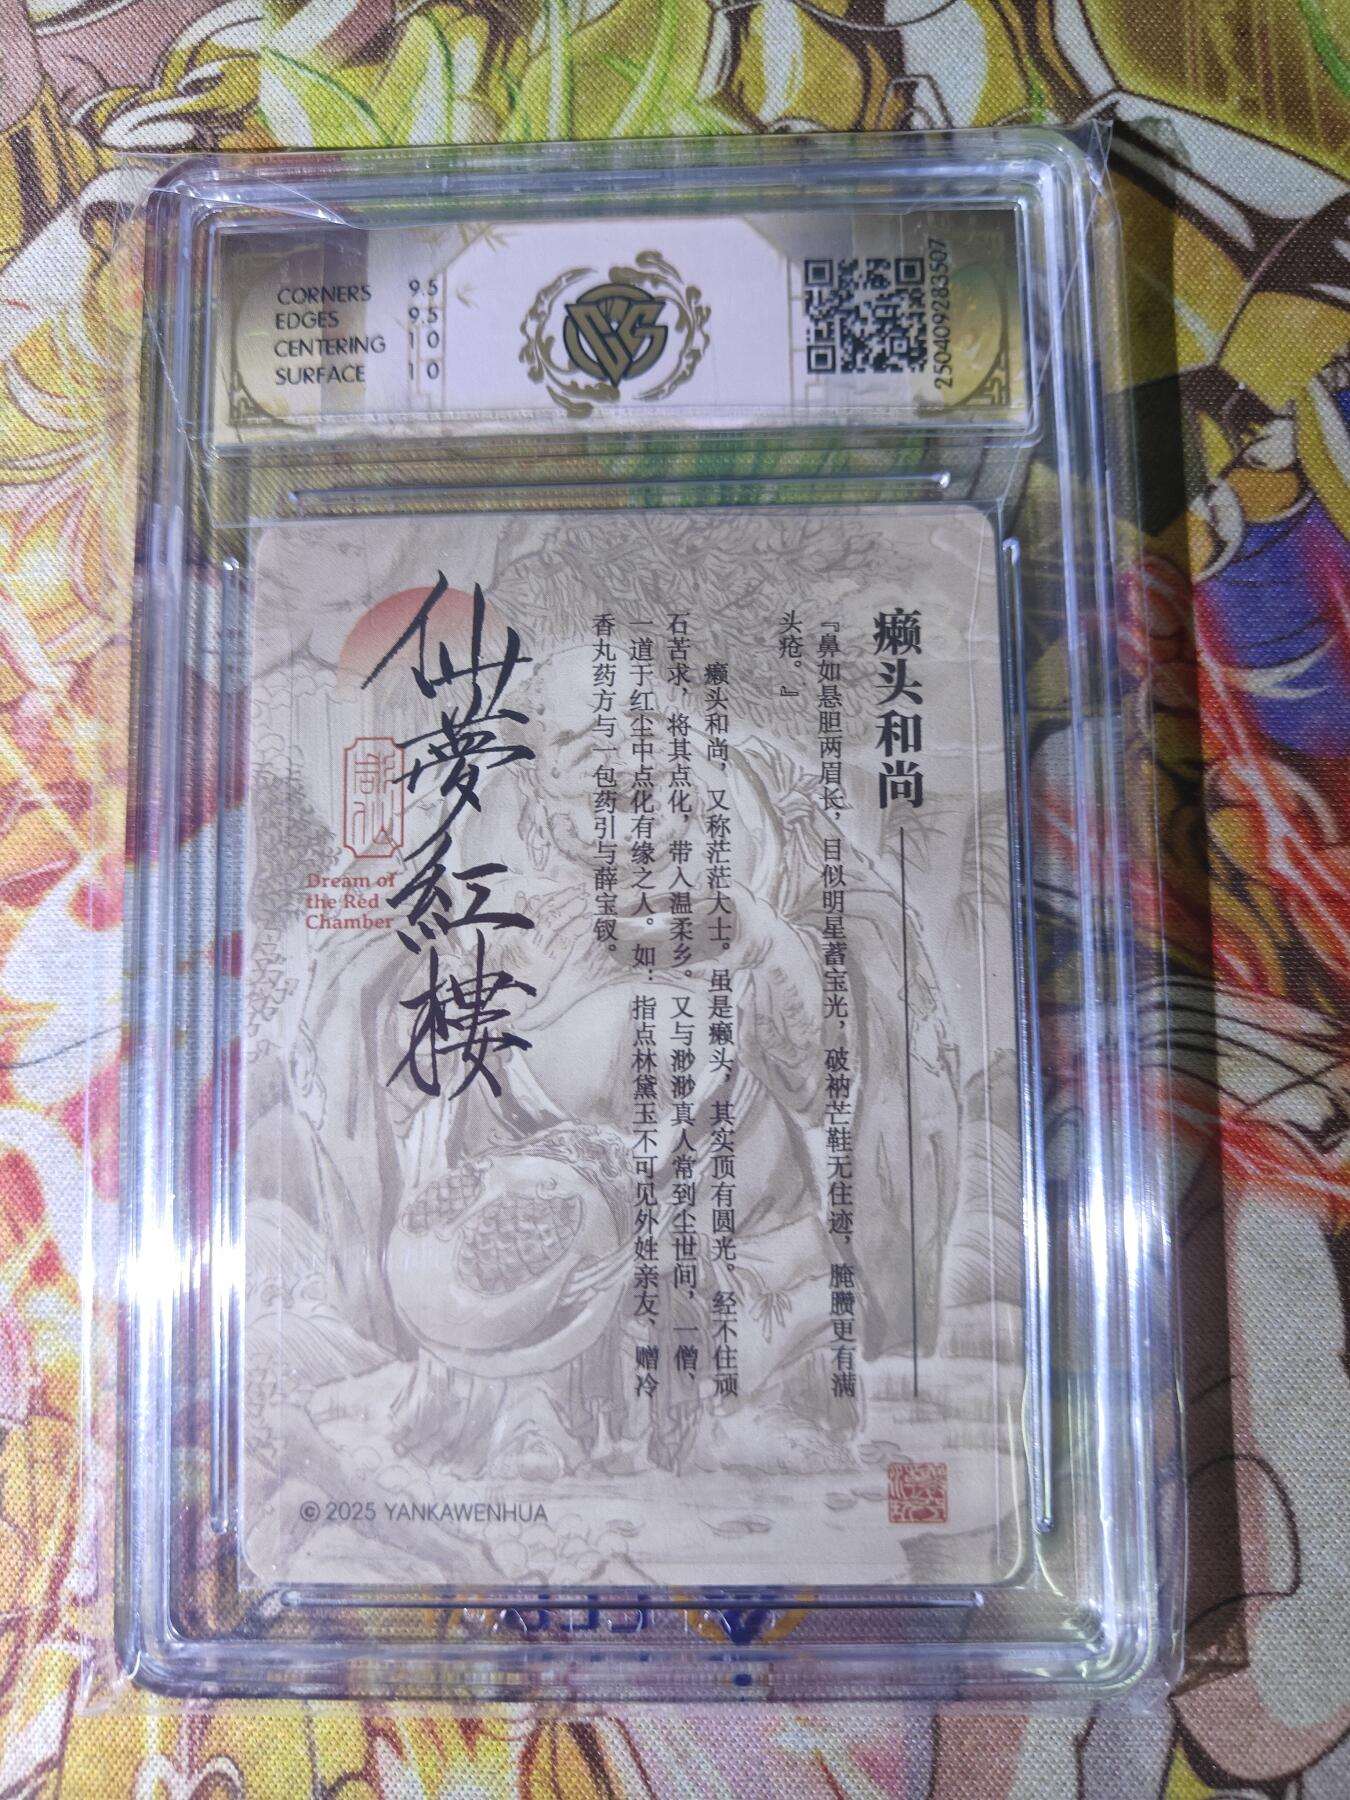 CORNERS 9.5
EDGES 9.5
CENTERING 10
SURFACE 10
250409283507
癞头和尚
『鼻如悬胆两眉长，目似明星蓄宝光，破衲芒鞋无住迹，腌臜更有满
头疮。』
癞头和尚，又称茫茫大士。虽是癞头，其实顶有圆光。经不住顽
石苦求，将其点化，带入温柔乡。又与渺渺真人常到尘世间，一僧、
一道于红尘中点化有缘之人。如：指点林黛玉不可见外姓亲友、赠冷
香丸药方与一包药引与薛宝钗。
仙夢紅樓
Dream of
the Red
Chamber
© 2025 YANKAWENHUA